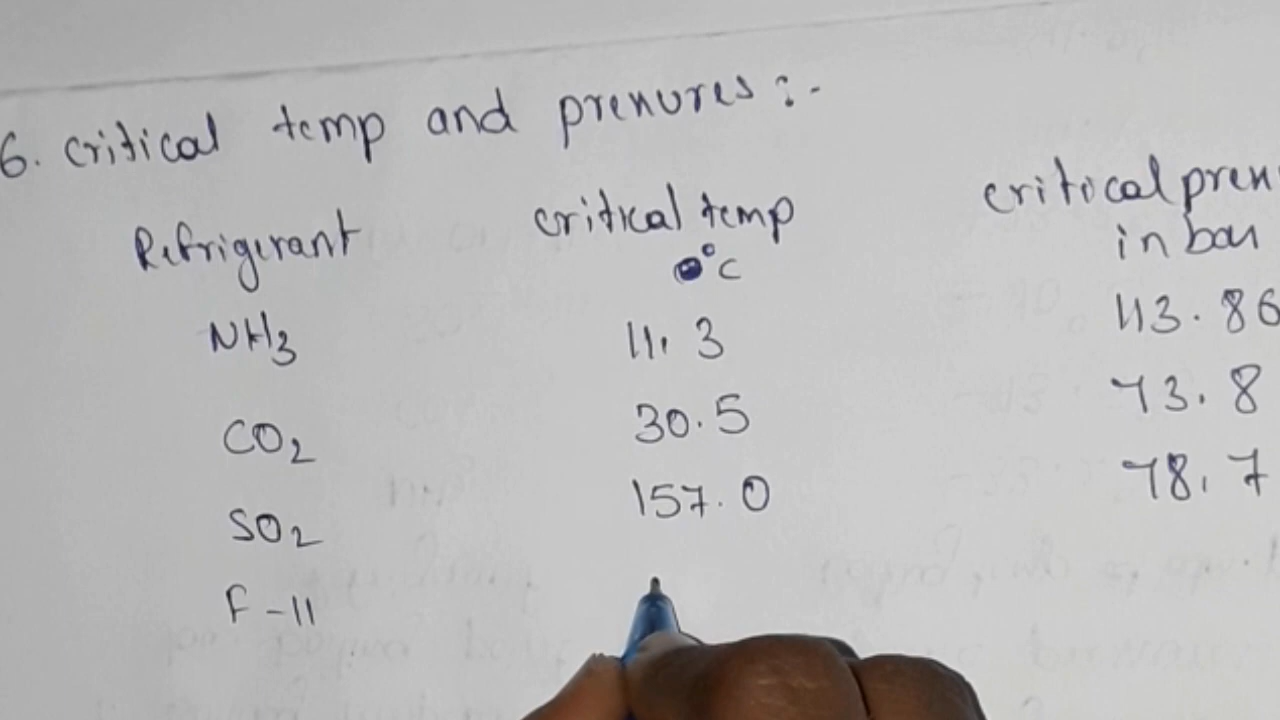 6. critical temp and prenures :-
Refrigerant critical temp critical pren
°C in bar
NH3 11.3 113.86
CO2 30.5 73.8
SO2 157.0 78.7
F-11